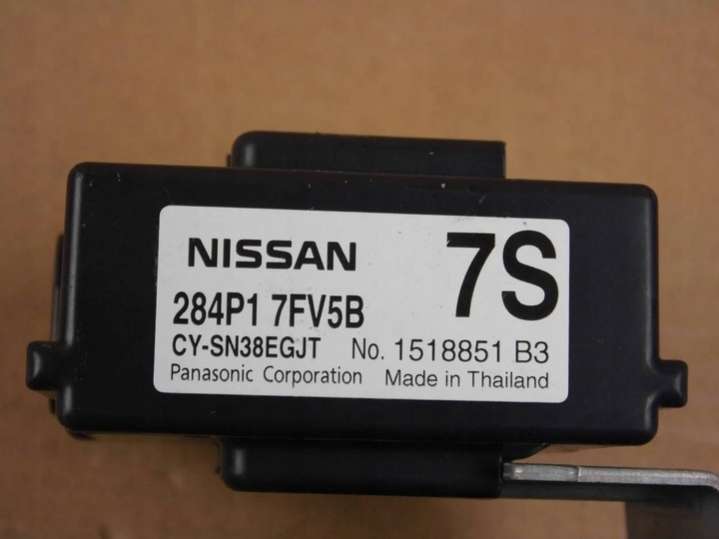 NISSAN 7S
284P1 7FV5B
CY-SN38EGJT No. 1518851 B3
Panasonic Corporation Made in Thailand